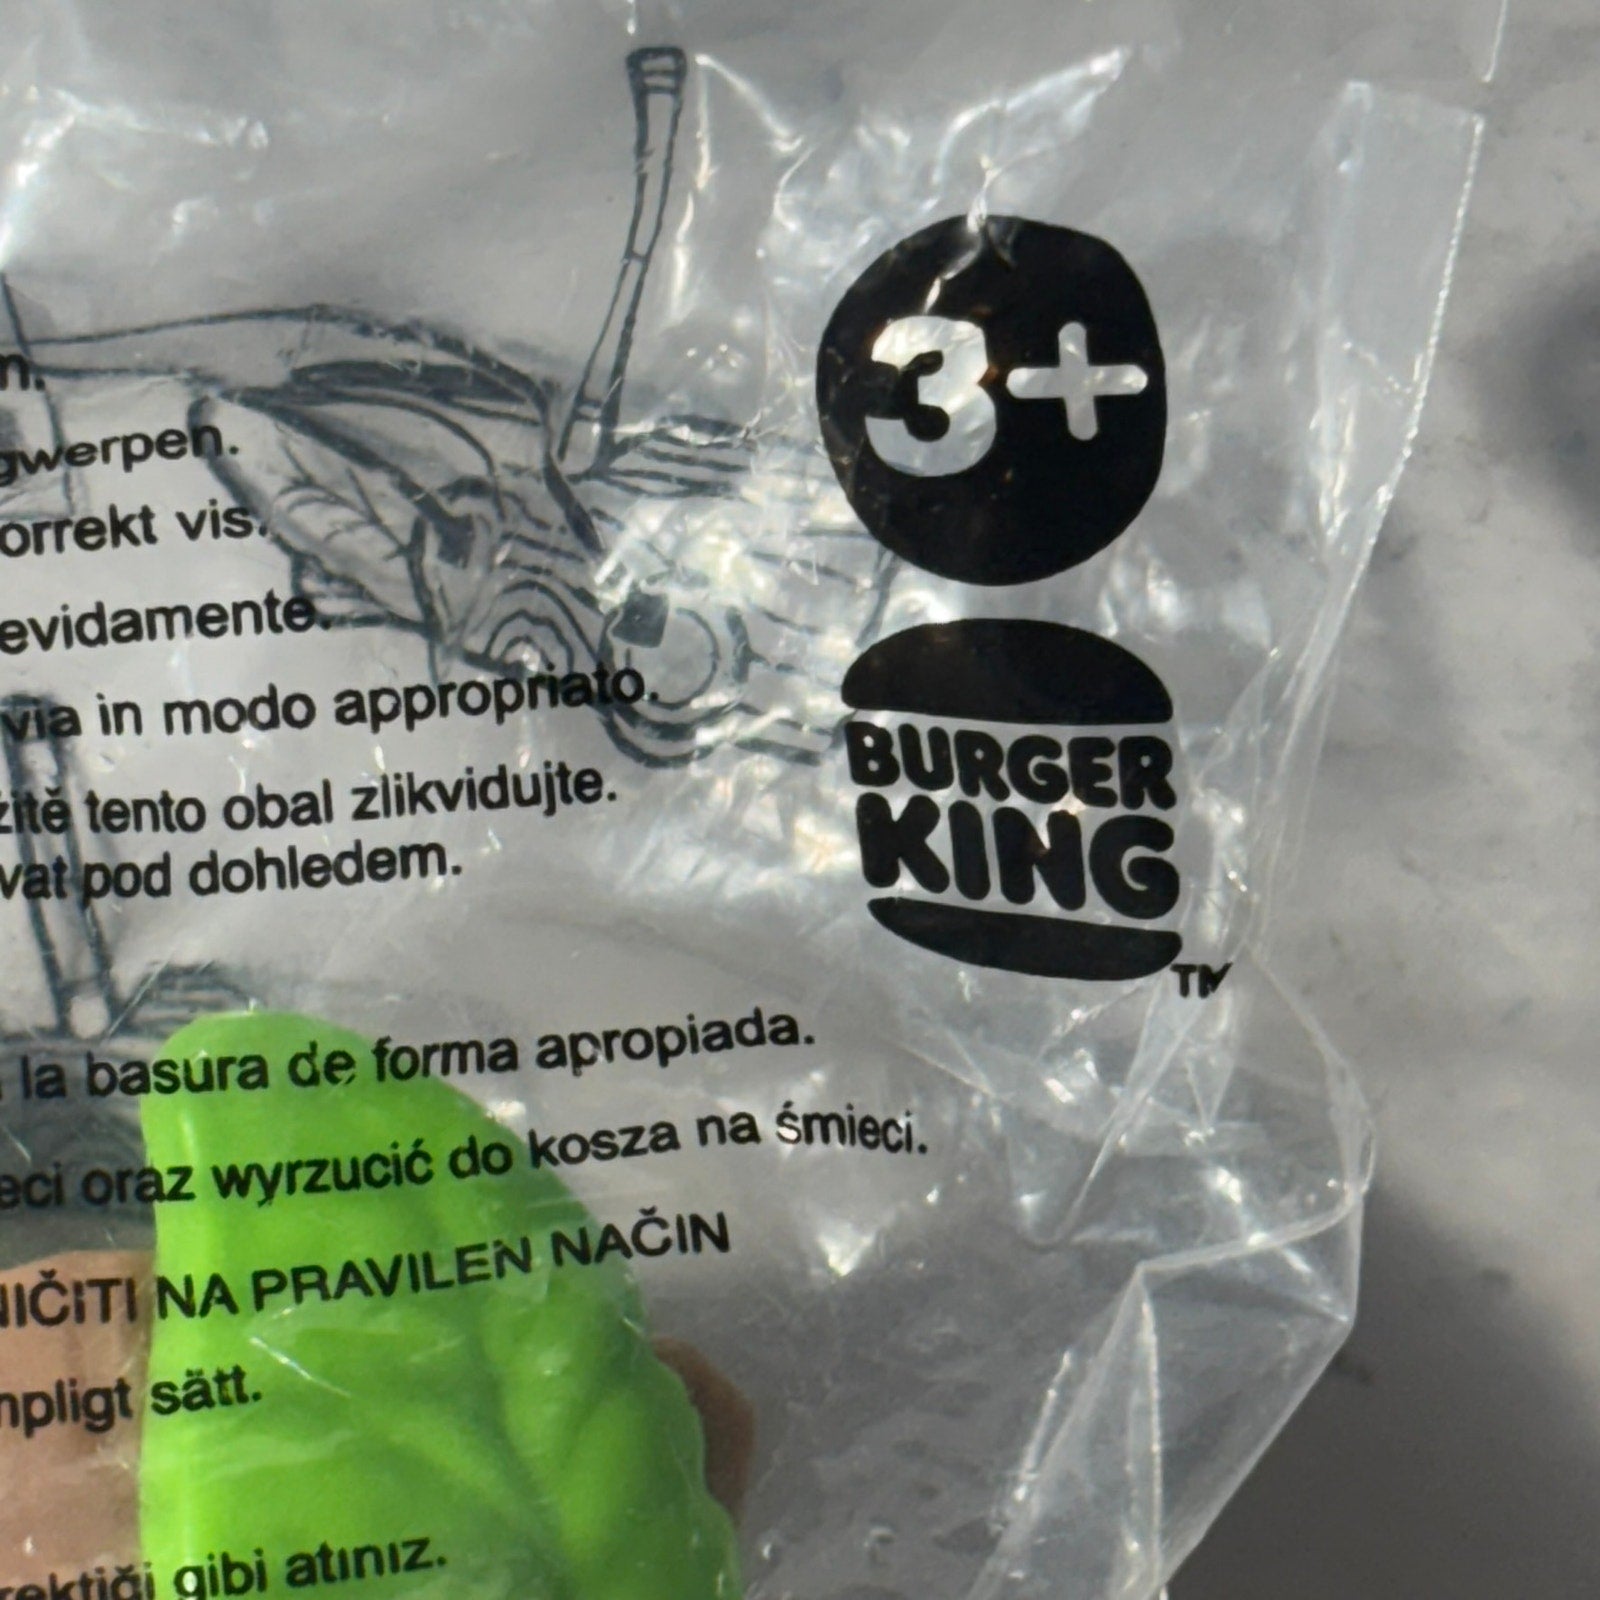 3+
gwerpen.
orrekt vis.
evidamente.
via in modo appropriato.
žitě tento obal zlikvidujte.
vat pod dohledem.
BURGER
KING
TM
la basura de forma apropiada.
eci oraz wyrzucić do kosza na śmieci.
NIČITI NA PRAVILEN NAČIN
npligt sätt.
rektiği gibi atınız.